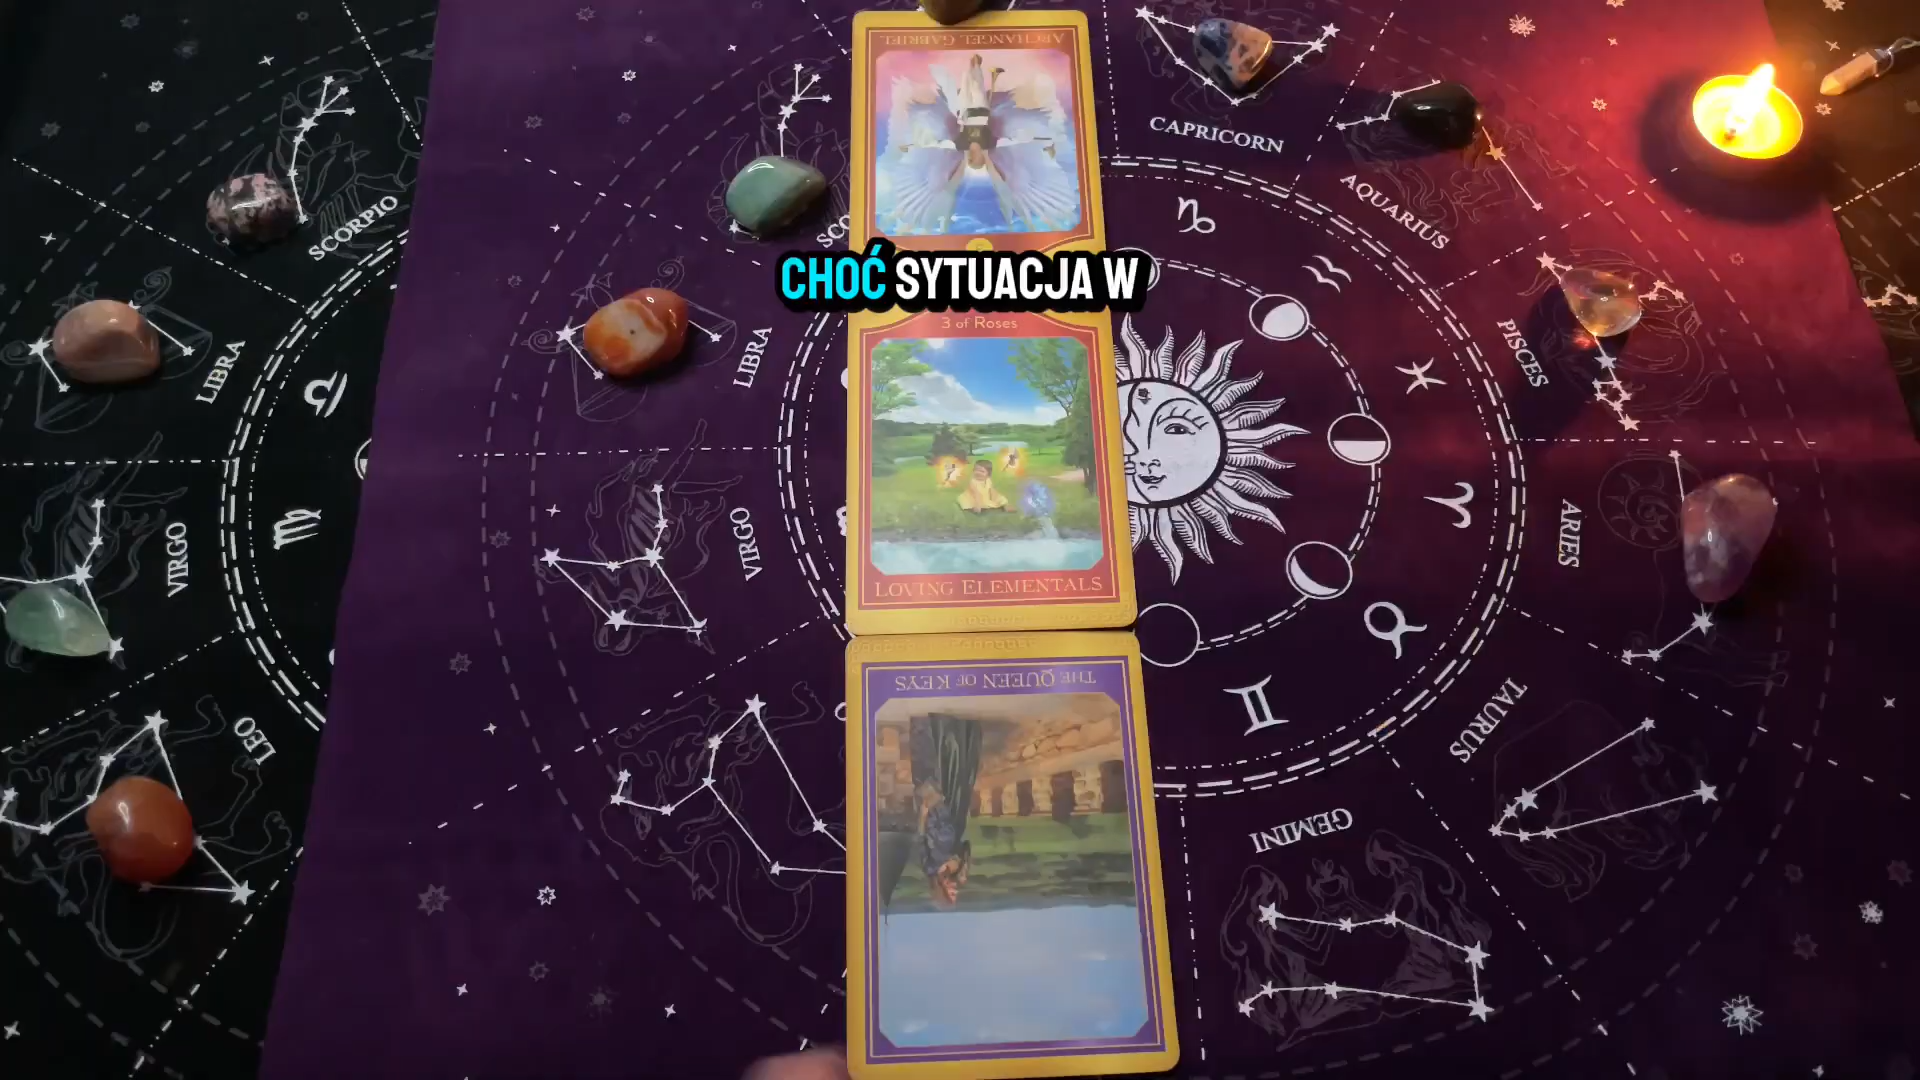 ARCHANGEL GABRIEL
CAPRICORN
AQUARIUS
SCORPIO
SCO
CHOĆ SYTUACJA W
3 of Roses
LIBRA
LIBRA
PISCES
VIRGO
VIRGO
ARIES
LOVING ELEMENTALS
THE QUEEN OF KEYS
LEO
TAURUS
GEMINI